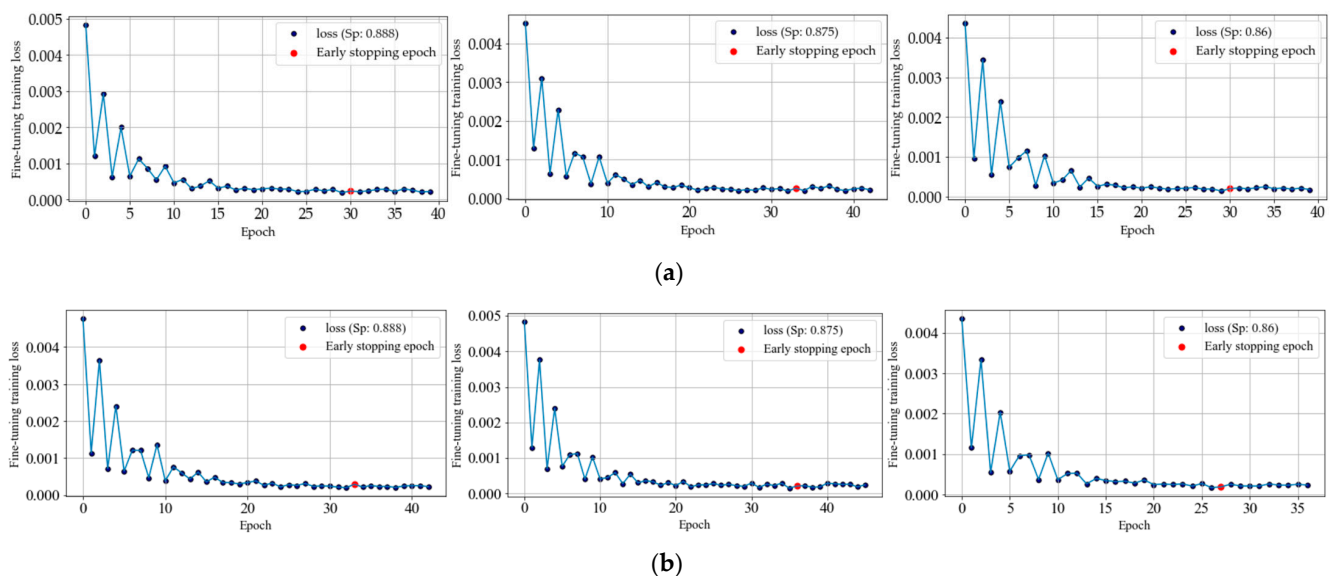 Fine-tuning training loss
0.005
0.004
0.003
0.002
0.001
0.000
loss (Sp: 0.888)
Early stopping epoch
0 5 10 15 20 25 30 35 40
Epoch
Fine-tuning training loss
0.004
0.003
0.002
0.001
0.000
loss (Sp: 0.875)
Early stopping epoch
0 10 20 30 40
Epoch
Fine-tuning training loss
0.004
0.003
0.002
0.001
0.000
loss (Sp: 0.86)
Early stopping epoch
0 5 10 15 20 25 30 35 40
Epoch
(a)
Fine-tuning training loss
0.004
0.003
0.002
0.001
0.000
loss (Sp: 0.888)
Early stopping epoch
0 10 20 30 40
Epoch
Fine-tuning training loss
0.005
0.004
0.003
0.002
0.001
0.000
loss (Sp: 0.875)
Early stopping epoch
0 10 20 30 40
Epoch
Fine-tuning training loss
0.004
0.003
0.002
0.001
0.000
loss (Sp: 0.86)
Early stopping epoch
0 5 10 15 20 25 30 35
Epoch
(b)